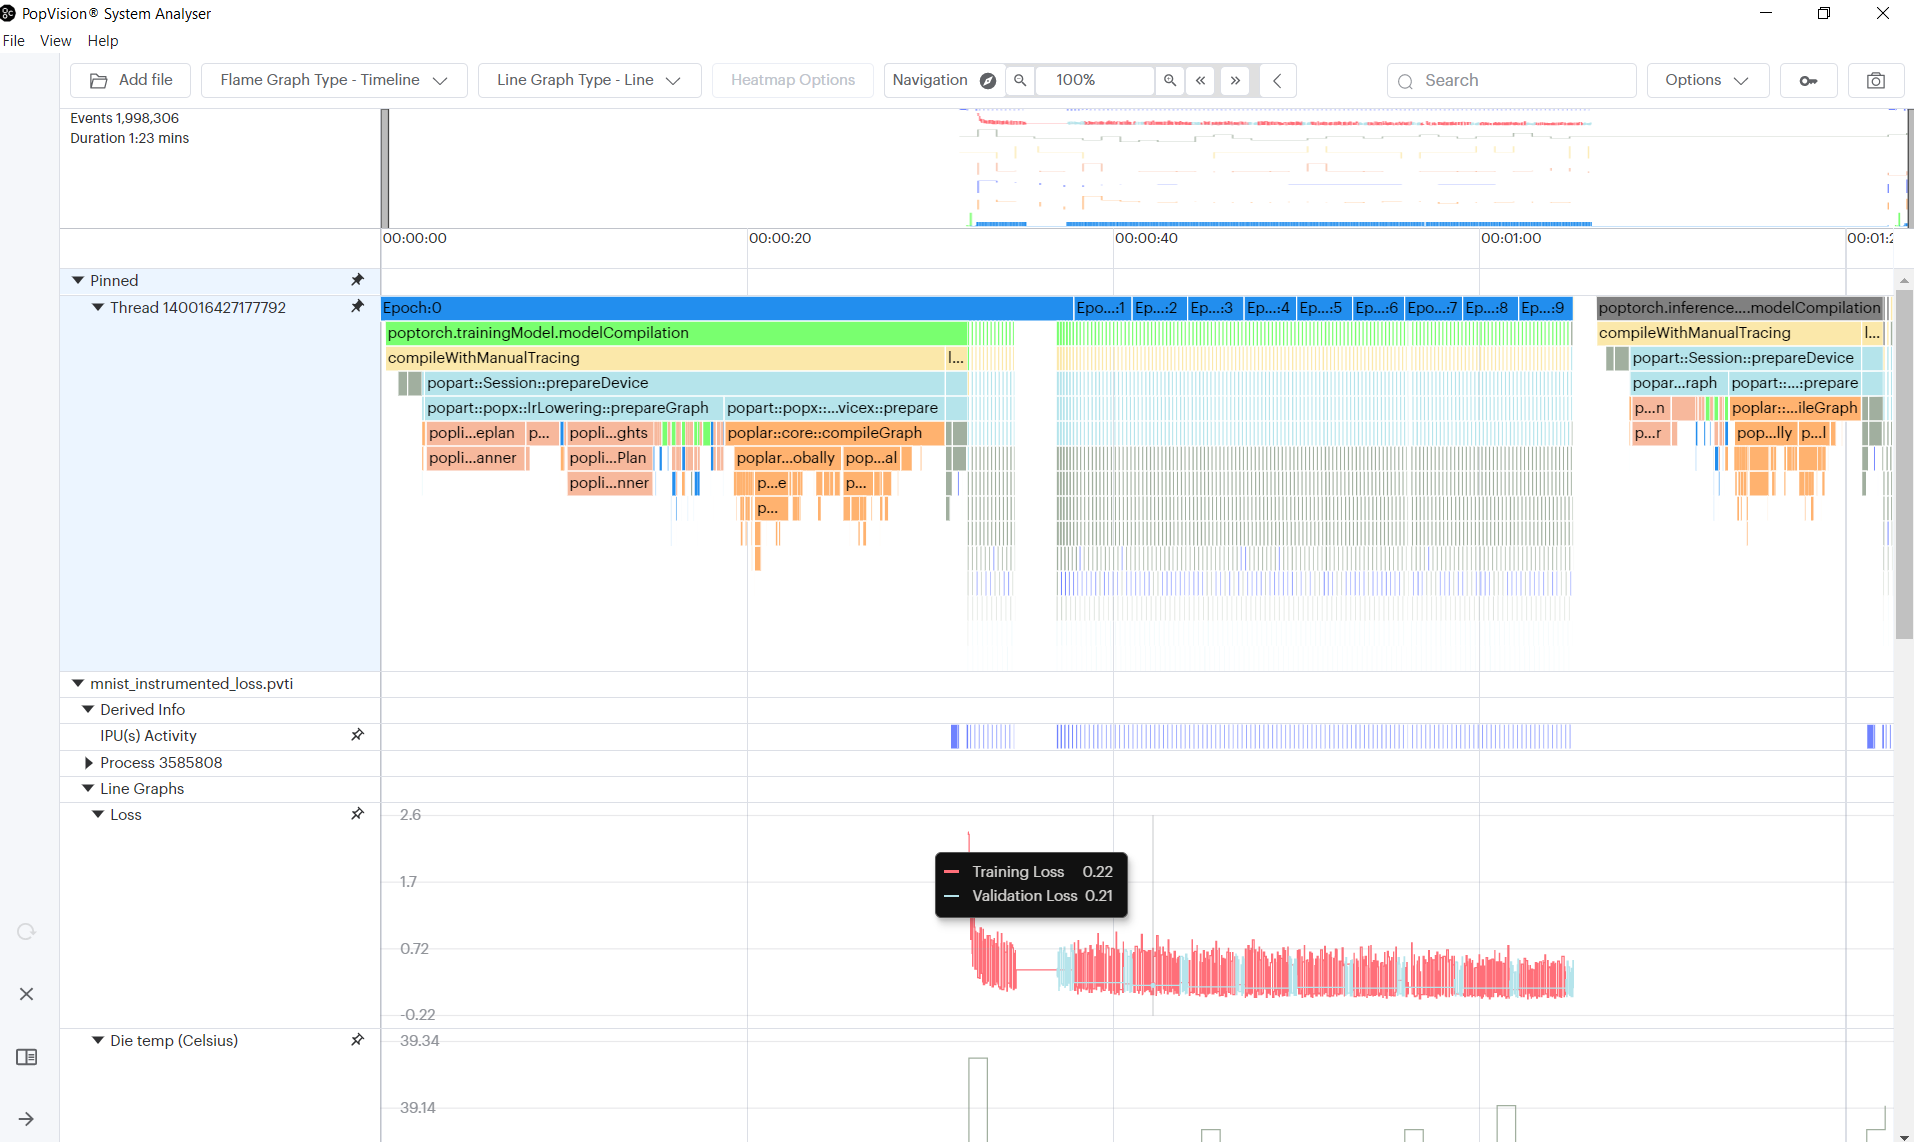 PopVision® System Analyser
File View Help
Add file Flame Graph Type - Timeline Line Graph Type - Line Heatmap Options Navigation 100% « » Search Options
Events 1,998,306
Duration 1:23 mins
00:00:00 00:00:20 00:00:40 00:01:00 00:01:2
Pinned
Thread 140016427177792 Epoch:0 Epo...:1 Ep...:2 Ep...:3 Ep...:4 Ep...:5 Ep...:6 Epo...:7 Ep...:8 Ep...:9 poptorch.inference....modelCompilation
poptorch.trainingModel.modelCompilation compileWithManualTracing l...
compileWithManualTracing l... popart::Session::prepareDevice
popart::Session::prepareDevice popar...raph popart::...:prepare
popart::popx::IrLowering::prepareGraph popart::popx::...vicex::prepare p...n poplar::...ileGraph
popli...eplan p... popli...ghts poplar::core::compileGraph p...r pop...lly p...l
popli...anner popli...Plan poplar...obally pop...al
popli...nner p...e p...
p...
mnist_instrumented_loss.pvti
Derived Info
IPU(s) Activity
Process 3585808
Line Graphs
Loss 2.6
Training Loss 0.22
1.7
Validation Loss 0.21
0.72
-0.22
Die temp (Celsius) 39.34
39.14